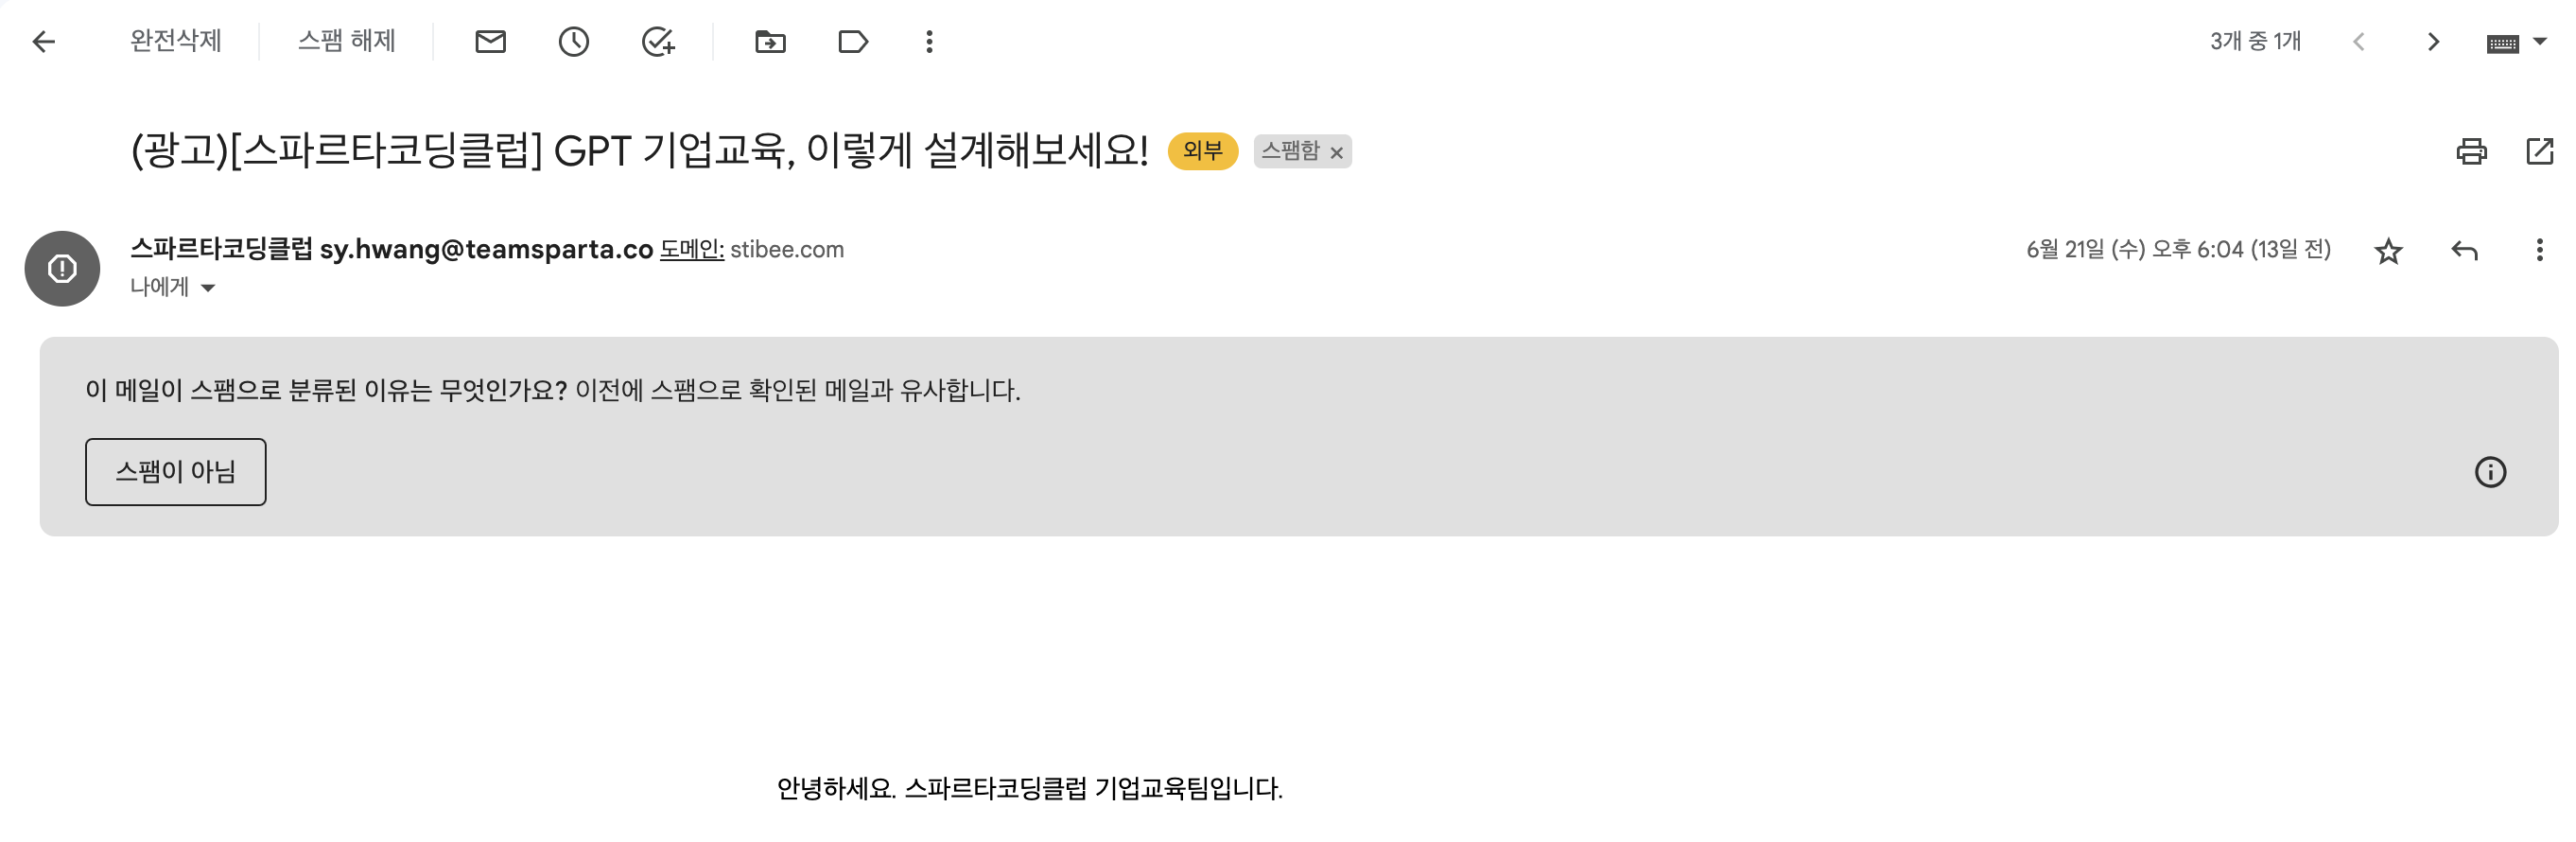 완전삭제 스팸 해제 3개 중 1개
(광고)[스파르타코딩클럽] GPT 기업교육, 이렇게 설계해보세요! 외부 스팸함 ×
스파르타코딩클럽 sy.hwang@teamsparta.co 도메인: stibee.com 6월 21일 (수) 오후 6:04 (13일 전)
나에게
이 메일이 스팸으로 분류된 이유는 무엇인가요? 이전에 스팸으로 확인된 메일과 유사합니다.
스팸이 아님
안녕하세요. 스파르타코딩클럽 기업교육팀입니다.